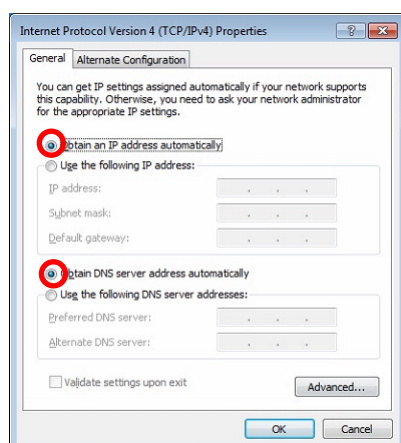 Internet Protocol Version 4 (TCP/IPv4) Properties
General
Alternate Configuration
You can get IP settings assigned automatically if your network supports
this capability. Otherwise, you need to ask your network administrator
for the appropriate IP settings.
Obtain an IP address automatically
Use the following IP address:
IP address:
Subnet mask:
Default gateway:
Obtain DNS server address automatically
Use the following DNS server addresses:
Preferred DNS server:
Alternate DNS server:
Validate settings upon exit
Advanced...
OK
Cancel